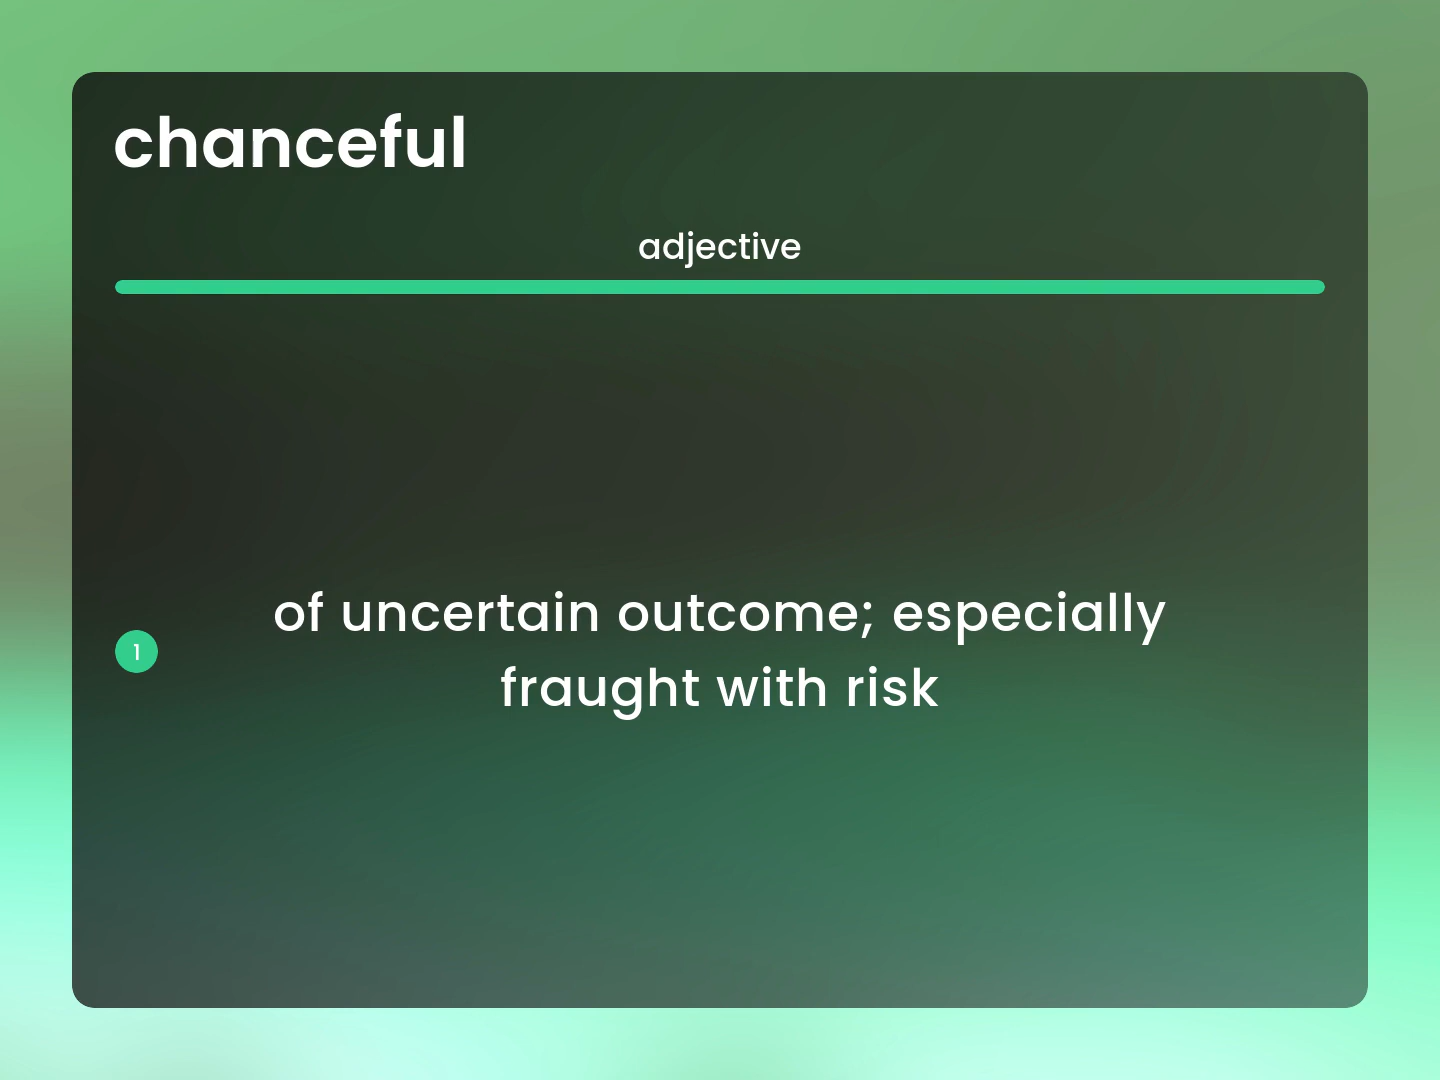 chanceful
adjective
of uncertain outcome; especially
1
fraught with risk